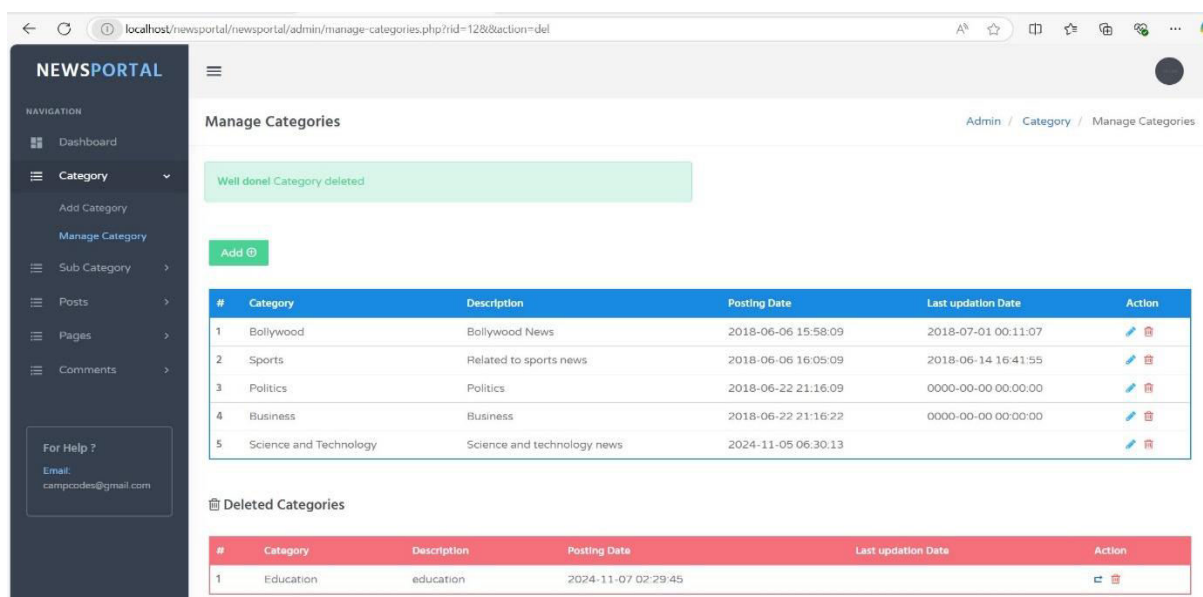 localhost/newsportal/newsportal/admin/manage-categories.php?rid=12&&action=del
NEWSPORTAL
NAVIGATION
Dashboard
Category
Add Category
Manage Category
Sub Category
Posts
Pages
Comments
For Help ?
Email:
campcodes@gmail.com
Manage Categories
Admin / Category / Manage Categories
Well done! Category deleted
Add
# Category Description Posting Date Last updation Date Action
1 Bollywood Bollywood News 2018-06-06 15:58:09 2018-07-01 00:11:07
2 Sports Related to sports news 2018-06-06 16:05:09 2018-06-14 16:41:55
3 Politics Politics 2018-06-22 21:16:09 0000-00-00 00:00:00
4 Business Business 2018-06-22 21:16:22 0000-00-00 00:00:00
5 Science and Technology Science and technology news 2024-11-05 06:30:13
Deleted Categories
# Category Description Posting Date Last updation Date Action
1 Education education 2024-11-07 02:29:45